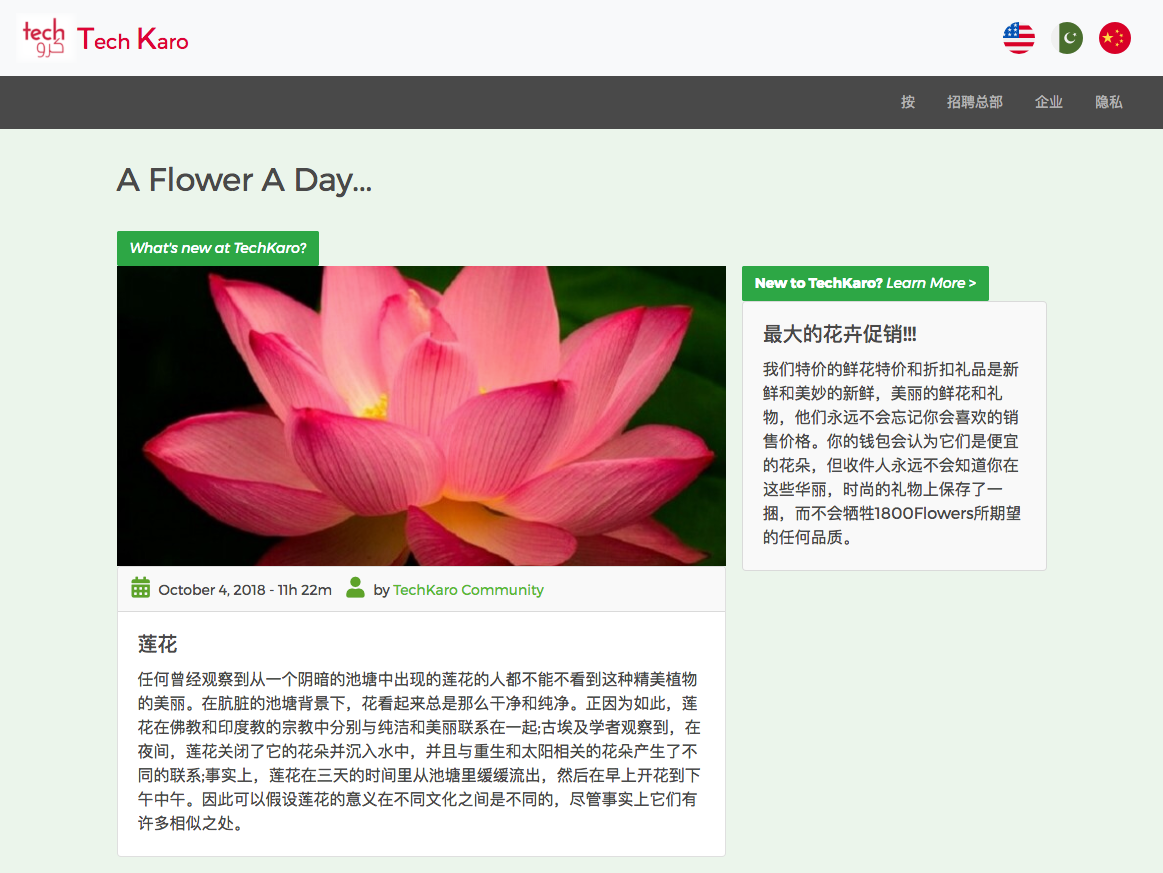 tech
کرو
Tech Karo
按 招聘总部 企业 隐私
A Flower A Day...
What's new at TechKaro?
October 4, 2018 - 11h 22m by TechKaro Community
莲花
任何曾经观察到从一个阴暗的池塘中出现的莲花的人都不能不看到这种精美植物
的美丽。在肮脏的池塘背景下，花看起来总是那么干净和纯净。正因为如此，莲
花在佛教和印度教的宗教中分别与纯洁和美丽联系在一起;古埃及学者观察到，在
夜间，莲花关闭了它的花朵并沉入水中，并且与重生和太阳相关的花朵产生了不
同的联系;事实上，莲花在三天的时间里从池塘里缓缓流出，然后在早上开花到下
午中午。因此可以假设莲花的意义在不同文化之间是不同的，尽管事实上它们有
许多相似之处。
New to TechKaro? Learn More >
最大的花卉促销!!!
我们特价的鲜花特价和折扣礼品是新
鲜和美妙的新鲜，美丽的鲜花和礼
物，他们永远不会忘记你会喜欢的销
售价格。你的钱包会认为它们是便宜
的花朵，但收件人永远不会知道你在
这些华丽，时尚的礼物上保存了一
捆，而不会牺牲1800Flowers所期望
的任何品质。